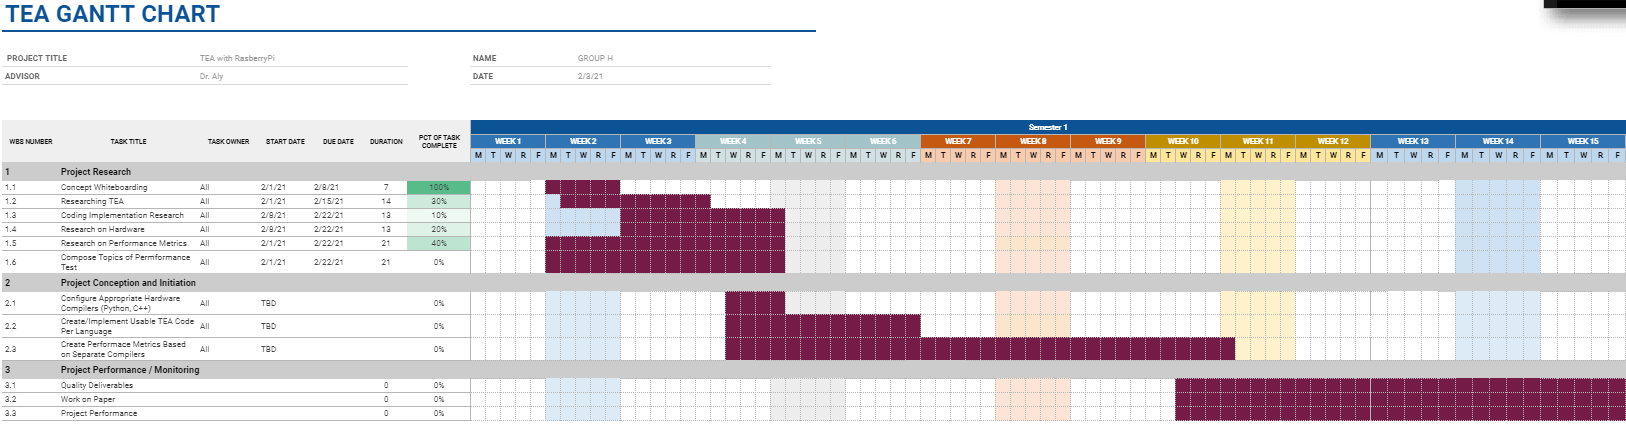 TEA GANTT CHART
PROJECT TITLE TEA with RasberryPi NAME GROUP H
ADVISOR Dr. Aly DATE 2/3/21
Semester 1
WBS NUMBER TASK TITLE TASK OWNER START DATE DUE DATE DURATION PCT OF TASK COMPLETE WEEK 1 WEEK 2 WEEK 3 WEEK 4 WEEK 5 WEEK 6 WEEK 7 WEEK 8 WEEK 9 WEEK 10 WEEK 11 WEEK 12 WEEK 13 WEEK 14 WEEK 15
M T W R F M T W R F M T W R F M T W R F M T W R F M T W R F M T W R F M T W R F M T W R F M T W R F M T W R F M T W R F M T W R F M T W R F M T W R F
1 Project Research
1.1 Concept Whiteboarding All 2/1/21 2/8/21 7 100%
1.2 Researching TEA All 2/1/21 2/15/21 14 30%
1.3 Coding Implementation Research All 2/8/21 2/22/21 13 10%
1.4 Research on Hardware All 2/8/21 2/22/21 13 20%
1.5 Research on Performance Metrics All 2/1/21 2/22/21 21 40%
1.6 Compose Topics of Permformance Test All 2/1/21 2/22/21 21 0%
2 Project Conception and Initiation
2.1 Configure Appropriate Hardware Compilers (Python, C++) All TBD 0%
2.2 Create/Implement Usable TEA Code Per Language All TBD 0%
2.3 Create Performace Metrics Based on Separate Compilers All TBD 0%
3 Project Performance / Monitoring
3.1 Quality Deliverables 0 0%
3.2 Work on Paper 0 0%
3.3 Project Performance 0 0%